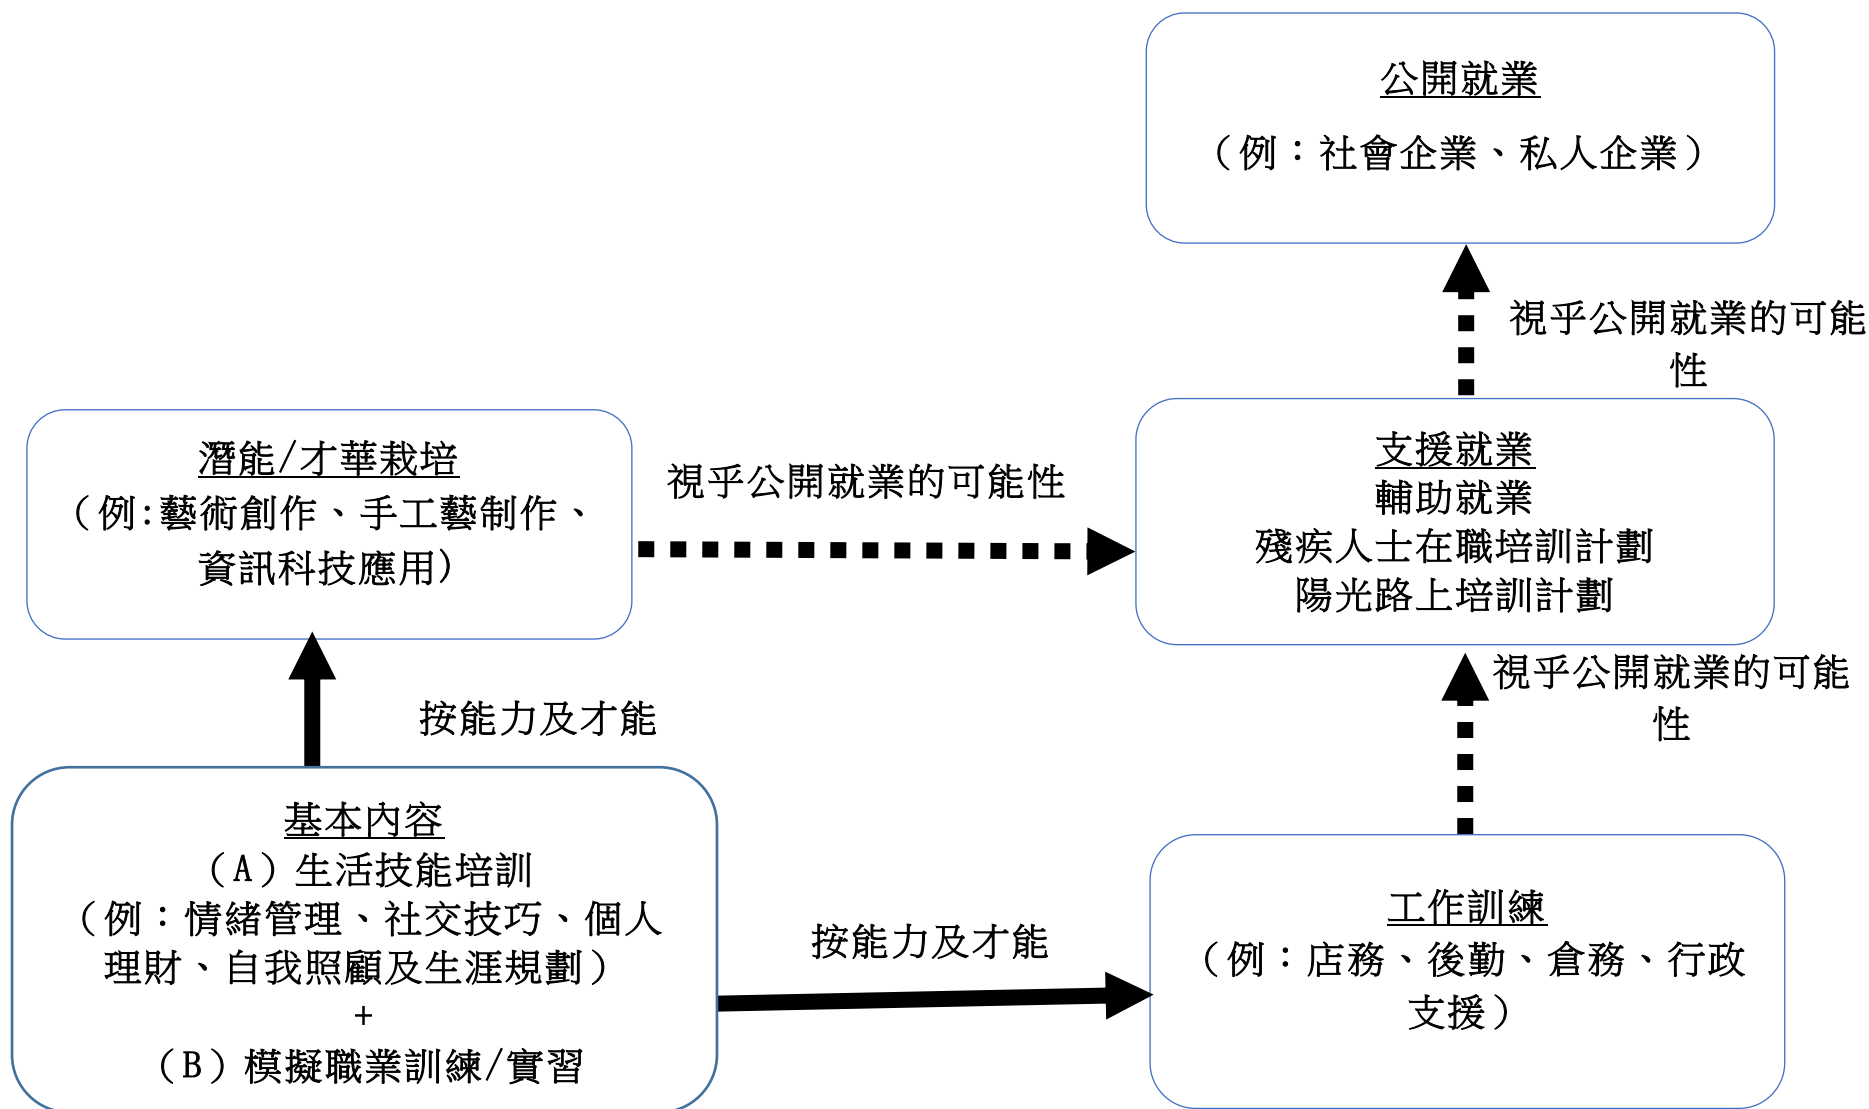 公開就業
（例：社會企業、私人企業）
視乎公開就業的可能
性
潛能/才華栽培
（例:藝術創作、手工藝制作、
資訊科技應用)
視乎公開就業的可能性
支援就業
輔助就業
殘疾人士在職培訓計劃
陽光路上培訓計劃
視乎公開就業的可能
性
按能力及才能
基本內容
（A）生活技能培訓
（例：情緒管理、社交技巧、個人
理財、自我照顧及生涯規劃）
+
（B）模擬職業訓練/實習
按能力及才能
工作訓練
（例：店務、後勤、倉務、行政
支援）